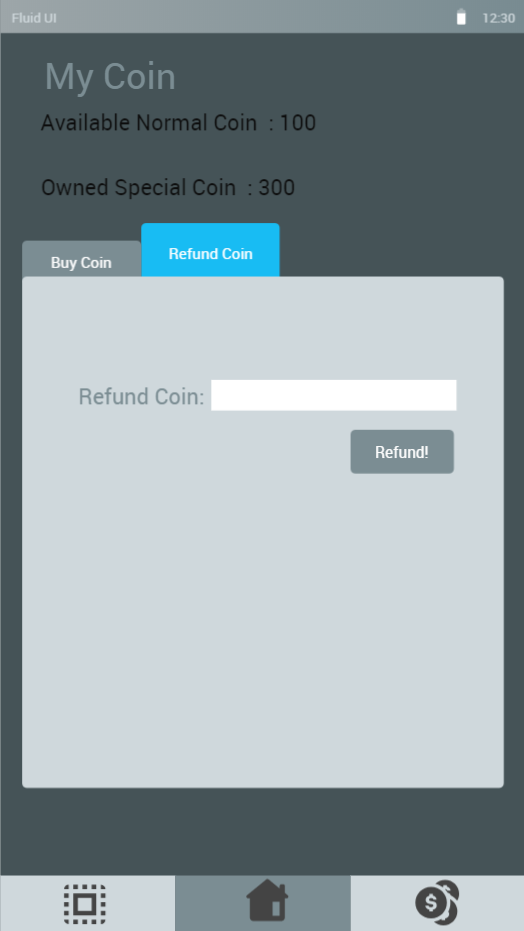 Fluid UI
12:30
My Coin
Available Normal Coin : 100
Owned Special Coin : 300
Buy Coin
Refund Coin
Refund Coin:
Refund!
$